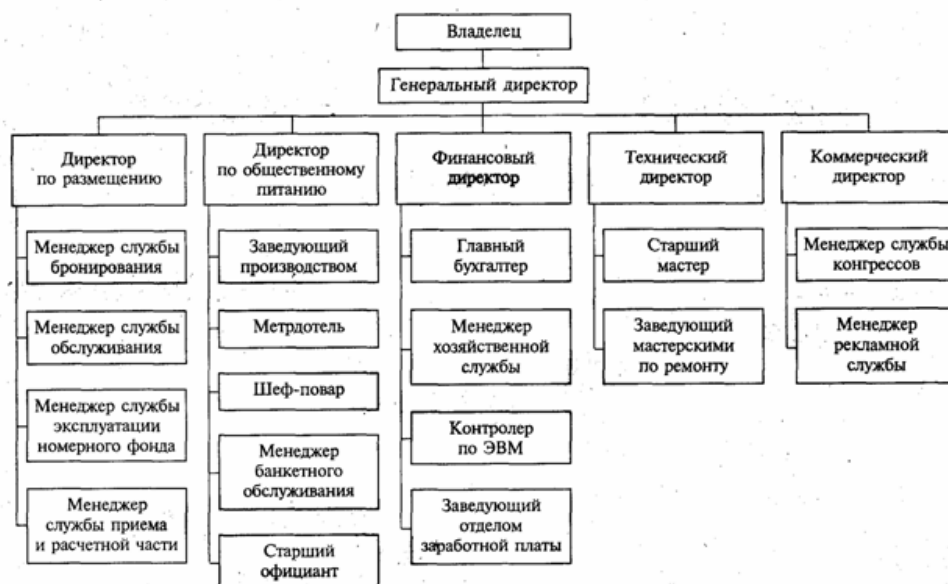 Владелец
Генеральный директор
Директор
по размещению
Директор
по общественному
питанию
Финансовый
директор
Технический
директор
Коммерческий
директор
Менеджер службы
бронирования
Менеджер службы
обслуживания
Менеджер службы
эксплуатации
номерного фонда
Менеджер
службы приема
и расчетной части
Заведующий
производством
Метрдотель
Шеф-повар
Менеджер
банкетного
обслуживания
Старший
официант
Главный
бухгалтер
Менеджер
хозяйственной
службы
Контролер
по ЭВМ
Заведующий
отделом
заработной платы
Старший
мастер
Заведующий
мастерскими
по ремонту
Менеджер службы
конгрессов
Менеджер
рекламной
службы